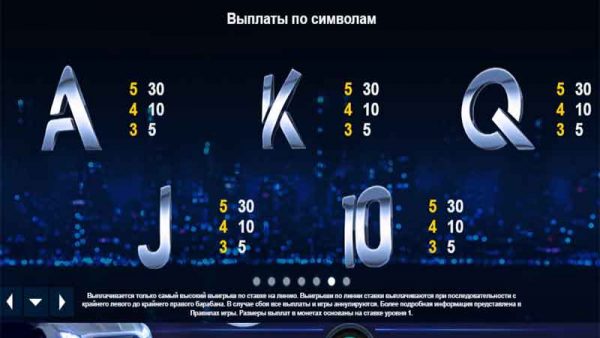 Выплаты по символам
A 5 30 K 5 30 Q 5 30
4 10 4 10 4 10
3 5 3 5 3 5
J 5 30 10 5 30
4 10 4 10
3 5 3 5
Выплачивается только самый высокий выигрыш по ставке на линию. Выигрыши по линии ставки выплачиваются при последовательности с
крайнего левого до крайнего правого барабана. В случае сбоя все выплаты и игры аннулируются. Более подробная информация представлена в
Правилах игры. Размеры выплат в монетах основаны на ставке уровня 1.